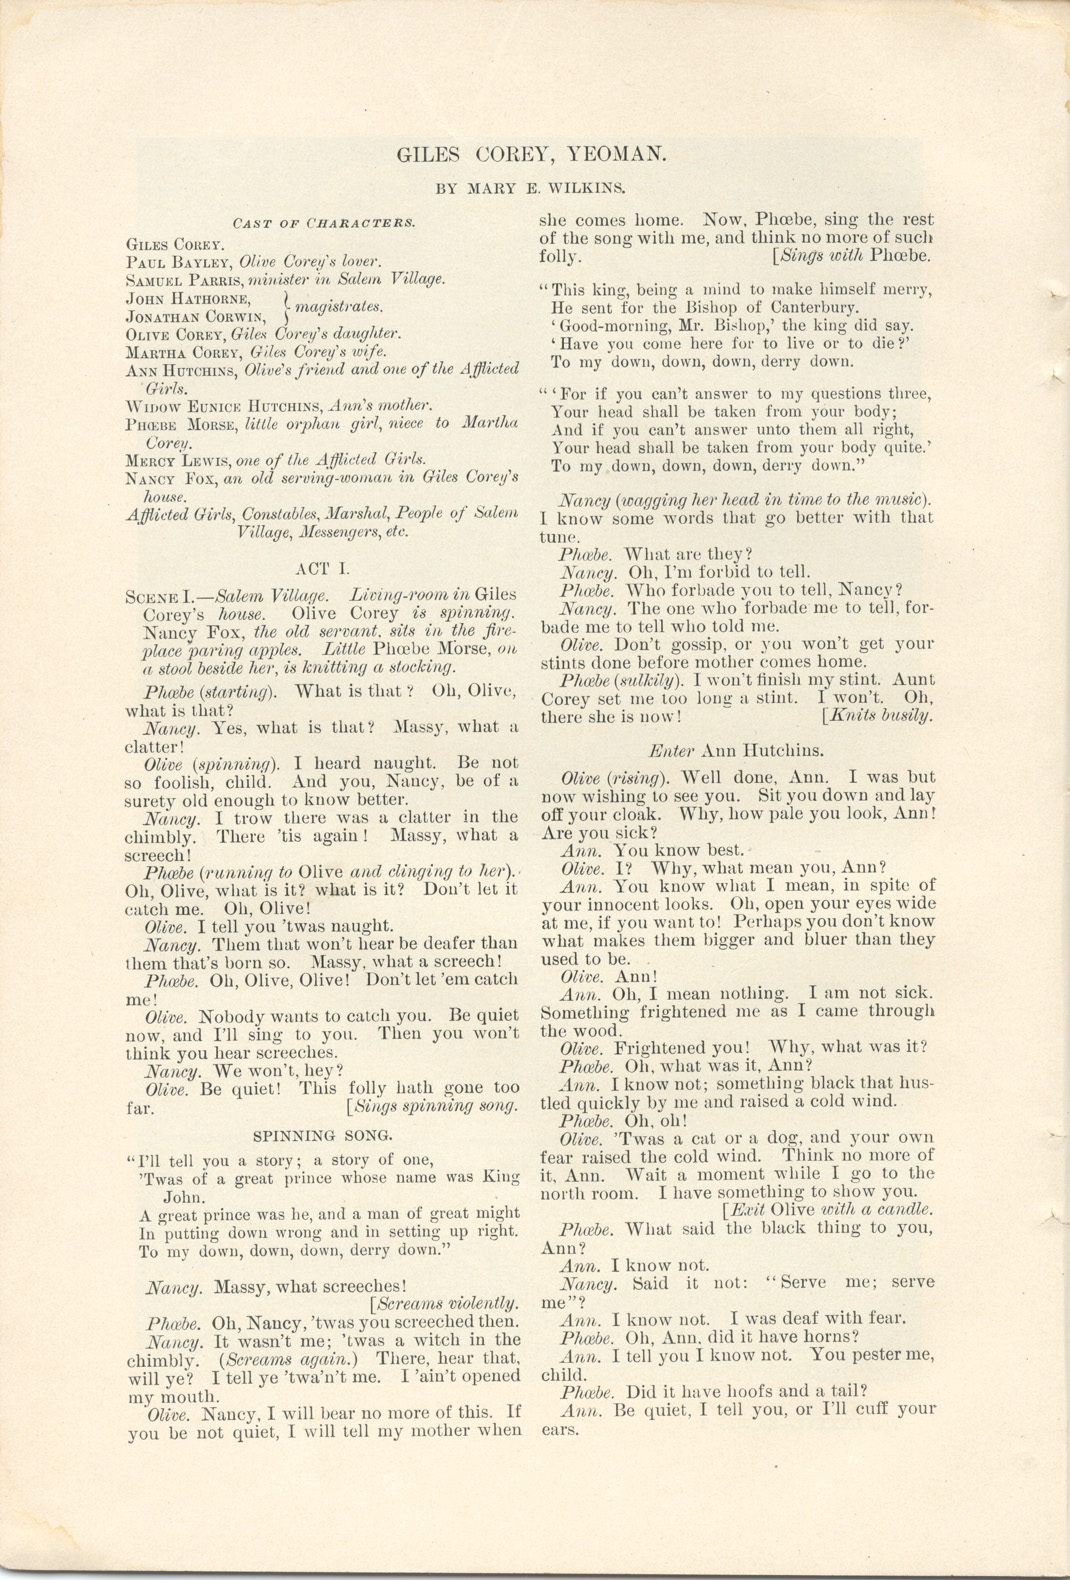 GILES COREY, YEOMAN.
BY MARY E. WILKINS.
CAST OF CHARACTERS.
GILES COREY.
PAUL BAYLEY, Olive Corey's lover.
SAMUEL PARRIS, minister in Salem Village.
JOHN HATHORNE,
JONATHAN CORWIN, } magistrates.
OLIVE COREY, Giles Corey's daughter.
MARTHA COREY, Giles Corey's wife.
ANN HUTCHINS, Olive's friend and one of the Afflicted
Girls.
WIDOW EUNICE HUTCHINS, Ann's mother.
PHŒBE MORSE, little orphan girl, niece to Martha
Corey.
MERCY LEWIS, one of the Afflicted Girls.
NANCY FOX, an old serving-woman in Giles Corey's
house.
Afflicted Girls, Constables, Marshal, People of Salem
Village, Messengers, etc.
ACT I.
SCENE I.—Salem Village. Living-room in Giles
Corey's house. Olive Corey is spinning.
Nancy Fox, the old servant, sits in the fire-
place paring apples. Little Phœbe Morse, on
a stool beside her, is knitting a stocking.
Phœbe (starting). What is that? Oh, Olive,
what is that?
Nancy. Yes, what is that? Massy, what a
clatter!
Olive (spinning). I heard naught. Be not
so foolish, child. And you, Nancy, be of a
surety old enough to know better.
Nancy. I trow there was a clatter in the
chimbly. There 'tis again! Massy, what a
screech!
Phœbe (running to Olive and clinging to her).
Oh, Olive, what is it? what is it? Don't let it
catch me. Oh, Olive!
Olive. I tell you 'twas naught.
Nancy. Them that won't hear be deafer than
them that's born so. Massy, what a screech!
Phœbe. Oh, Olive, Olive! Don't let 'em catch
me!
Olive. Nobody wants to catch you. Be quiet
now, and I'll sing to you. Then you won't
think you hear screeches.
Nancy. We won't, hey?
Olive. Be quiet! This folly hath gone too
far. [Sings spinning song.
SPINNING SONG.
"I'll tell you a story; a story of one,
'Twas of a great prince whose name was King
John.
A great prince was he, and a man of great might
In putting down wrong and in setting up right.
To my down, down, down, derry down."
Nancy. Massy, what screeches!
[Screams violently.
Phœbe. Oh, Nancy, 'twas you screeched then.
Nancy. It wasn't me; 'twas a witch in the
chimbly. (Screams again.) There, hear that,
will ye? I tell ye 'twa'n't me. I 'ain't opened
my mouth.
Olive. Nancy, I will bear no more of this. If
you be not quiet, I will tell my mother when
she comes home. Now, Phœbe, sing the rest
of the song with me, and think no more of such
folly. [Sings with Phœbe.
"This king, being a mind to make himself merry,
He sent for the Bishop of Canterbury.
'Good-morning, Mr. Bishop,' the king did say.
'Have you come here for to live or to die?'
To my down, down, down, derry down.
"'For if you can't answer to my questions three,
Your head shall be taken from your body;
And if you can't answer unto them all right,
Your head shall be taken from your body quite.'
To my down, down, down, derry down."
Nancy (wagging her head in time to the music).
I know some words that go better with that
tune.
Phœbe. What are they?
Nancy. Oh, I'm forbid to tell.
Phœbe. Who forbade you to tell, Nancy?
Nancy. The one who forbade me to tell, for-
bade me to tell who told me.
Olive. Don't gossip, or you won't get your
stints done before mother comes home.
Phœbe (sulkily). I won't finish my stint. Aunt
Corey set me too long a stint. I won't. Oh,
there she is now! [Knits busily.
Enter Ann Hutchins.
Olive (rising). Well done, Ann. I was but
now wishing to see you. Sit you down and lay
off your cloak. Why, how pale you look, Ann!
Are you sick?
Ann. You know best.
Olive. I? Why, what mean you, Ann?
Ann. You know what I mean, in spite of
your innocent looks. Oh, open your eyes wide
at me, if you want to! Perhaps you don't know
what makes them bigger and bluer than they
used to be.
Olive. Ann!
Ann. Oh, I mean nothing. I am not sick.
Something frightened me as I came through
the wood.
Olive. Frightened you! Why, what was it?
Phœbe. Oh, what was it, Ann?
Ann. I know not; something black that hus-
tled quickly by me and raised a cold wind.
Phœbe. Oh, oh!
Olive. 'Twas a cat or a dog, and your own
fear raised the cold wind. Think no more of
it, Ann. Wait a moment while I go to the
north room. I have something to show you.
[Exit Olive with a candle.
Phœbe. What said the black thing to you,
Ann?
Ann. I know not.
Nancy. Said it not: "Serve me; serve
me"?
Ann. I know not. I was deaf with fear.
Phœbe. Oh, Ann, did it have horns?
Ann. I tell you I know not. You pester me,
child.
Phœbe. Did it have hoofs and a tail?
Ann. Be quiet, I tell you, or I'll cuff your
ears.